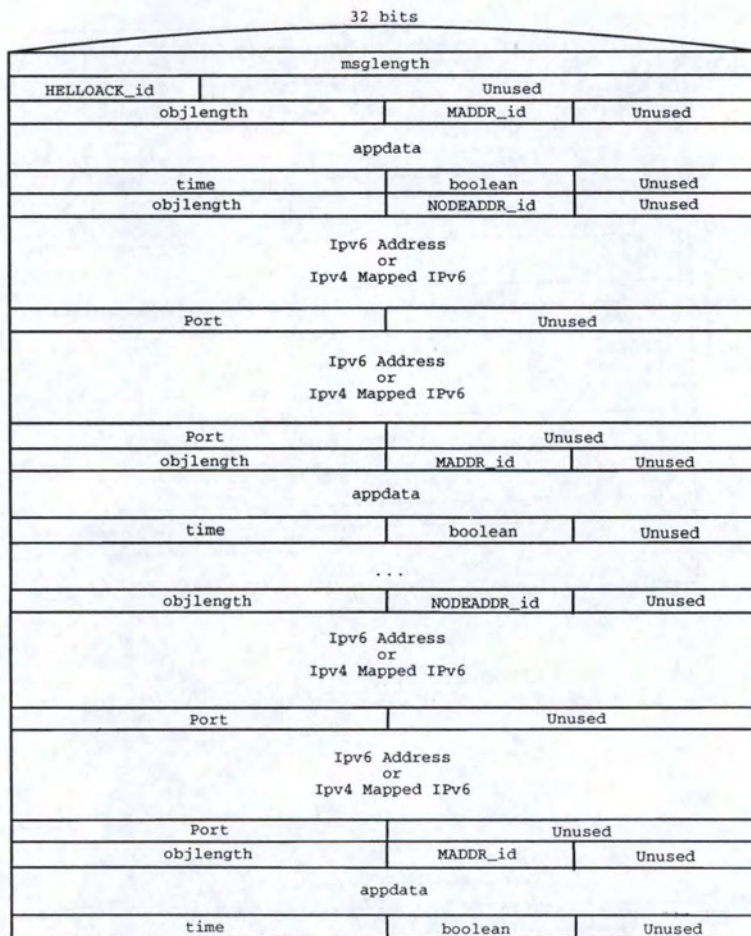 32 bits
msglength
HELLOACK_id Unused
objlength MADDR_id Unused
appdata
time boolean Unused
objlength NODEADDR_id Unused
Ipv6 Address
or
Ipv4 Mapped IPv6
Port Unused
Ipv6 Address
or
Ipv4 Mapped IPv6
Port Unused
objlength MADDR_id Unused
appdata
time boolean Unused
...
objlength NODEADDR_id Unused
Ipv6 Address
or
Ipv4 Mapped IPv6
Port Unused
Ipv6 Address
or
Ipv4 Mapped IPv6
Port Unused
objlength MADDR_id Unused
appdata
time boolean Unused